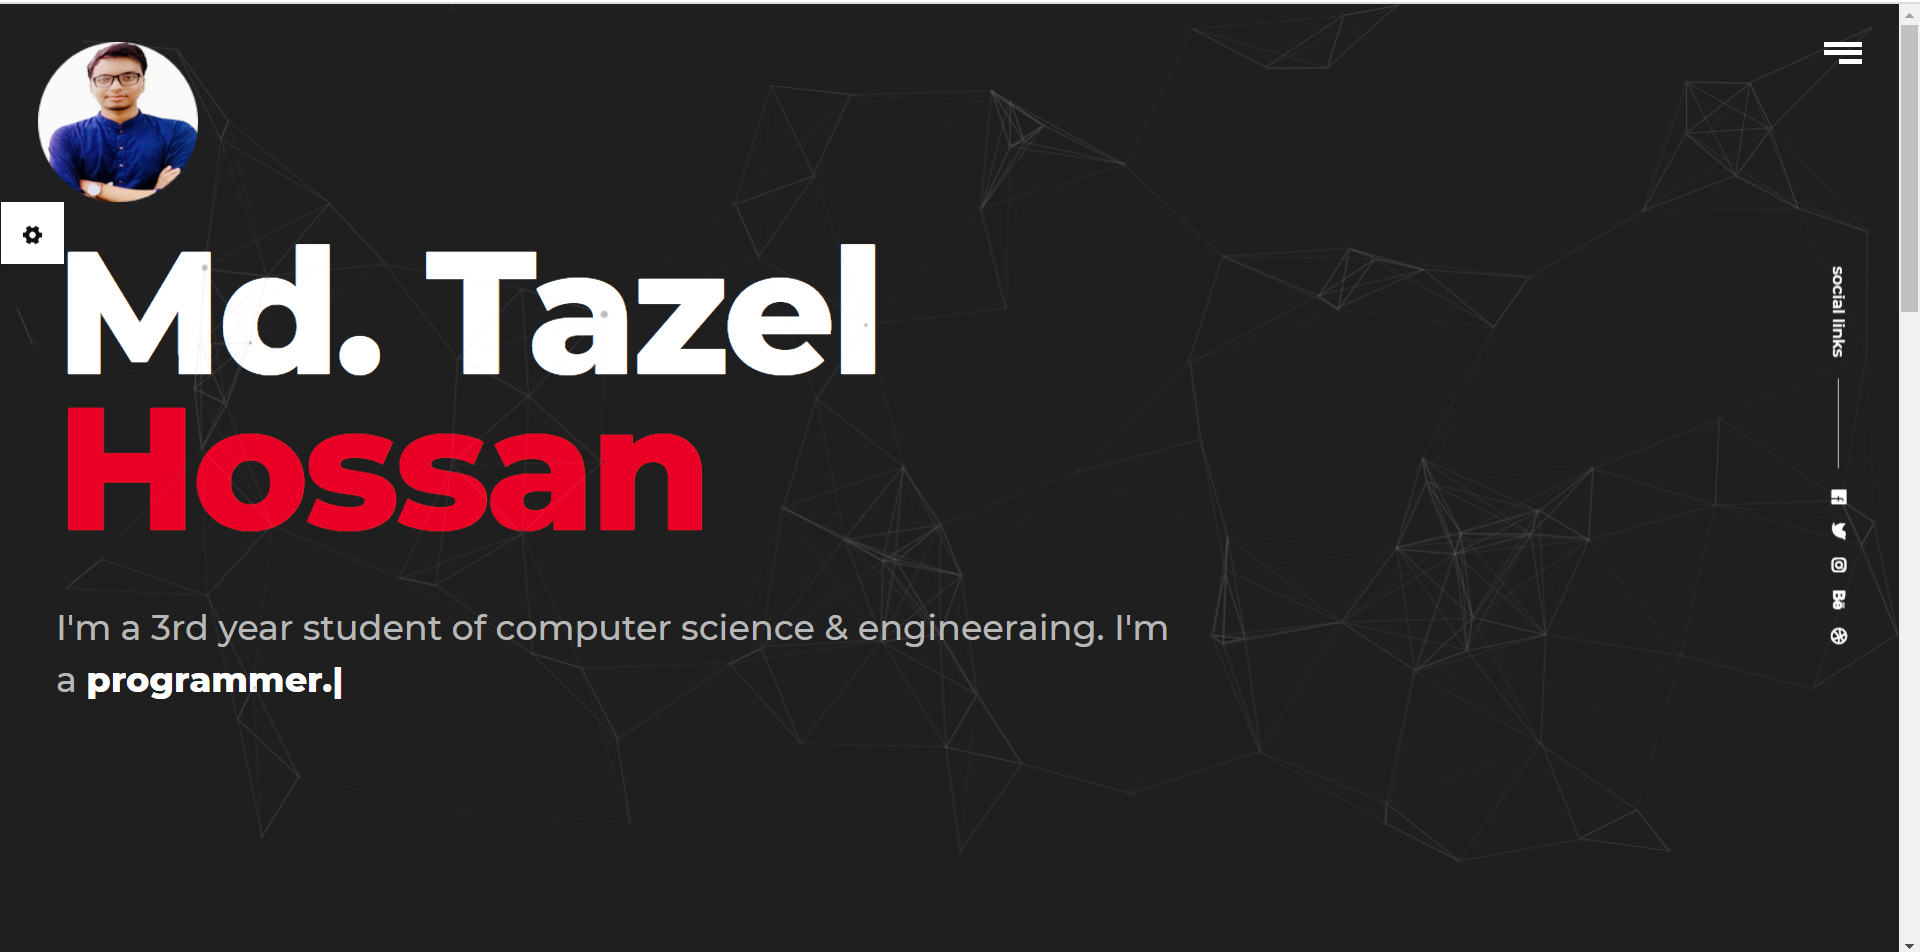 Md. Tazel
Hossan
I'm a 3rd year student of computer science & engineeraing. I'm
a programmer.|
social links